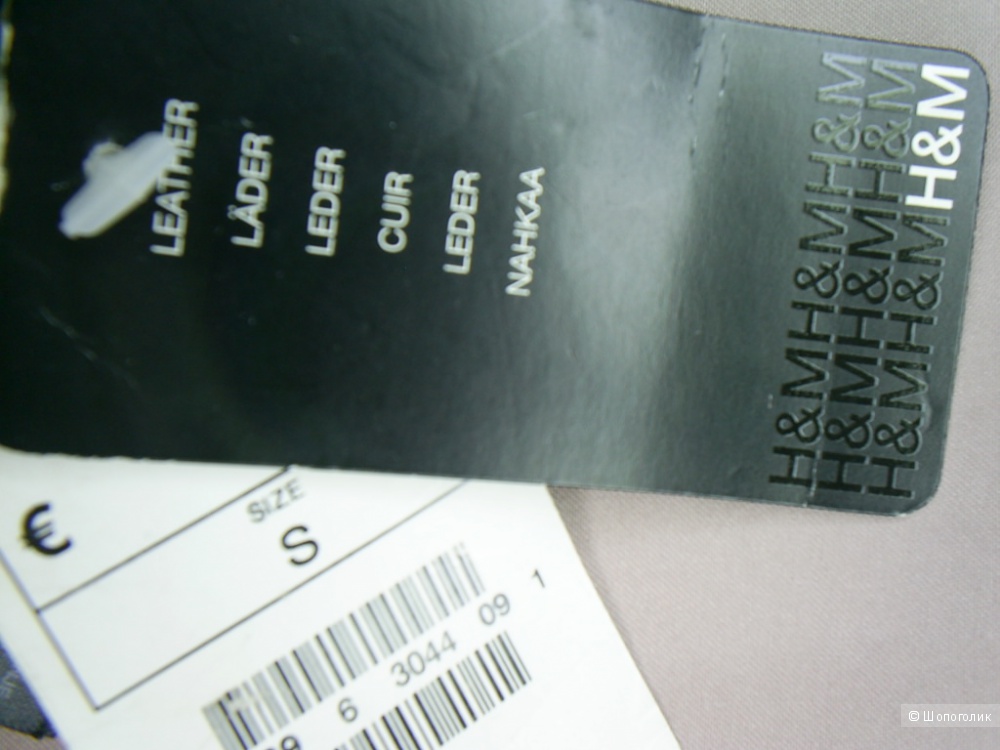 LEATHER
LÄDER
LEDER
CUIR
LEDER
NAHKAA
H&MH&MH&M
H&MH&MH&M
H&MH&MH&M
€
SIZE
S
6 3044 09 1
© Шопоголик